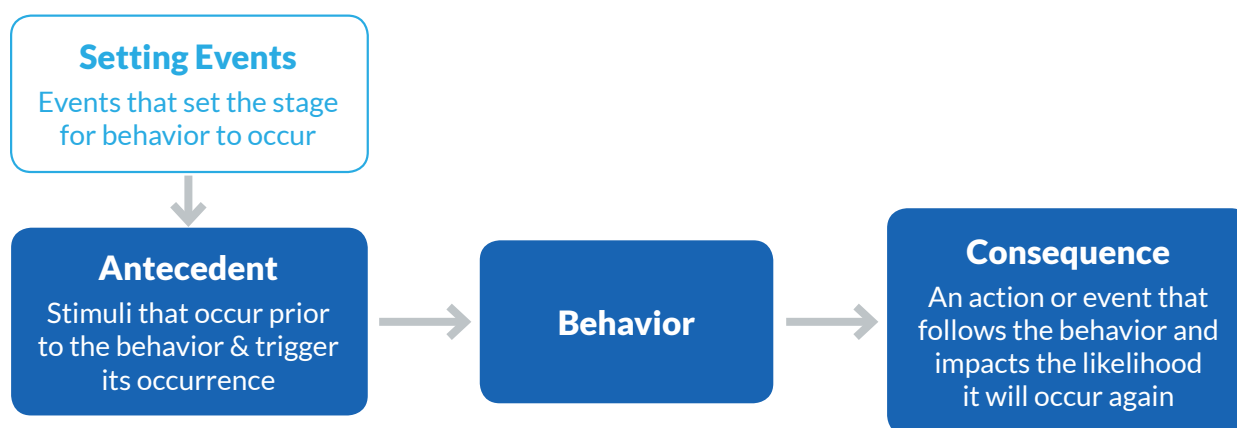 Setting Events
Events that set the stage
for behavior to occur
Antecedent
Stimuli that occur prior
to the behavior & trigger
its occurrence
Behavior
Consequence
An action or event that
follows the behavior and
impacts the likelihood
it will occur again